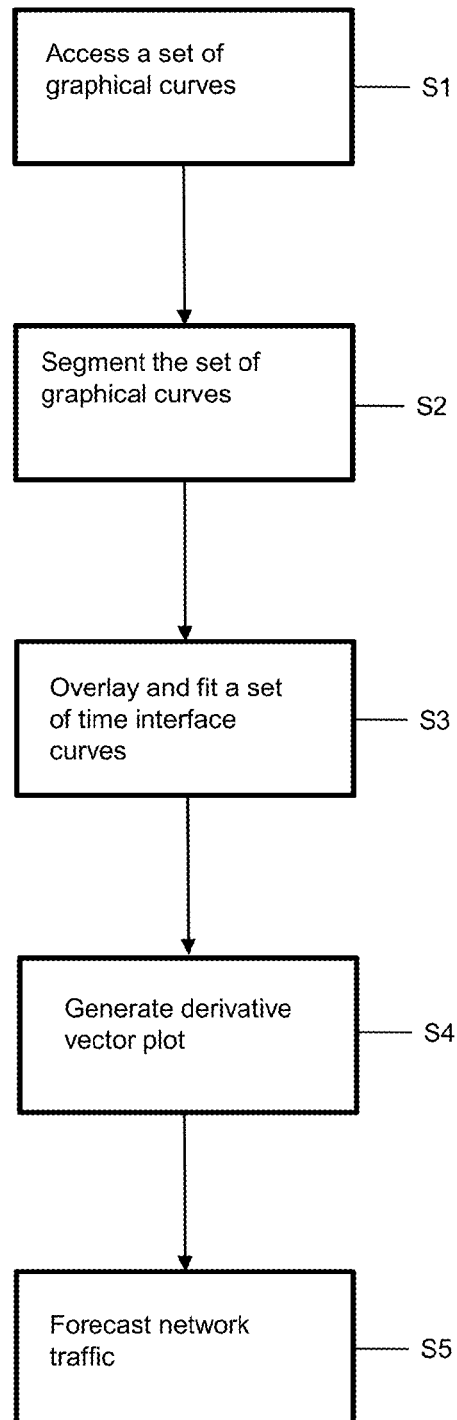 Access a set of
graphical curves
S1
Segment the set of
graphical curves
S2
Overlay and fit a set
of time interface
curves
S3
Generate derivative
vector plot
S4
Forecast network
traffic
S5